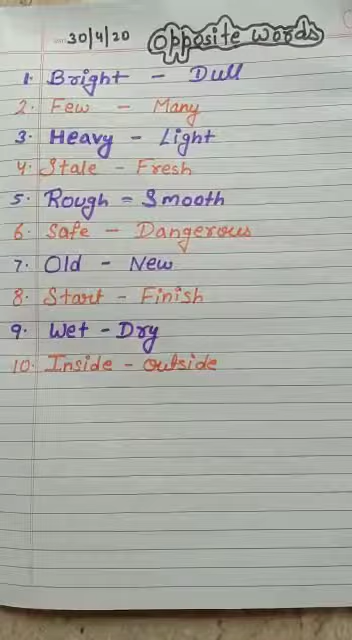 30/4/20 Opposite words
1. Bright - Dull
2. Few - Many
3. Heavy - Light
4. Stale - Fresh
5. Rough = Smooth
6. Safe - Dangerous
7. Old - New
8. Start - Finish
9. Wet - Dry
10. Inside - outside